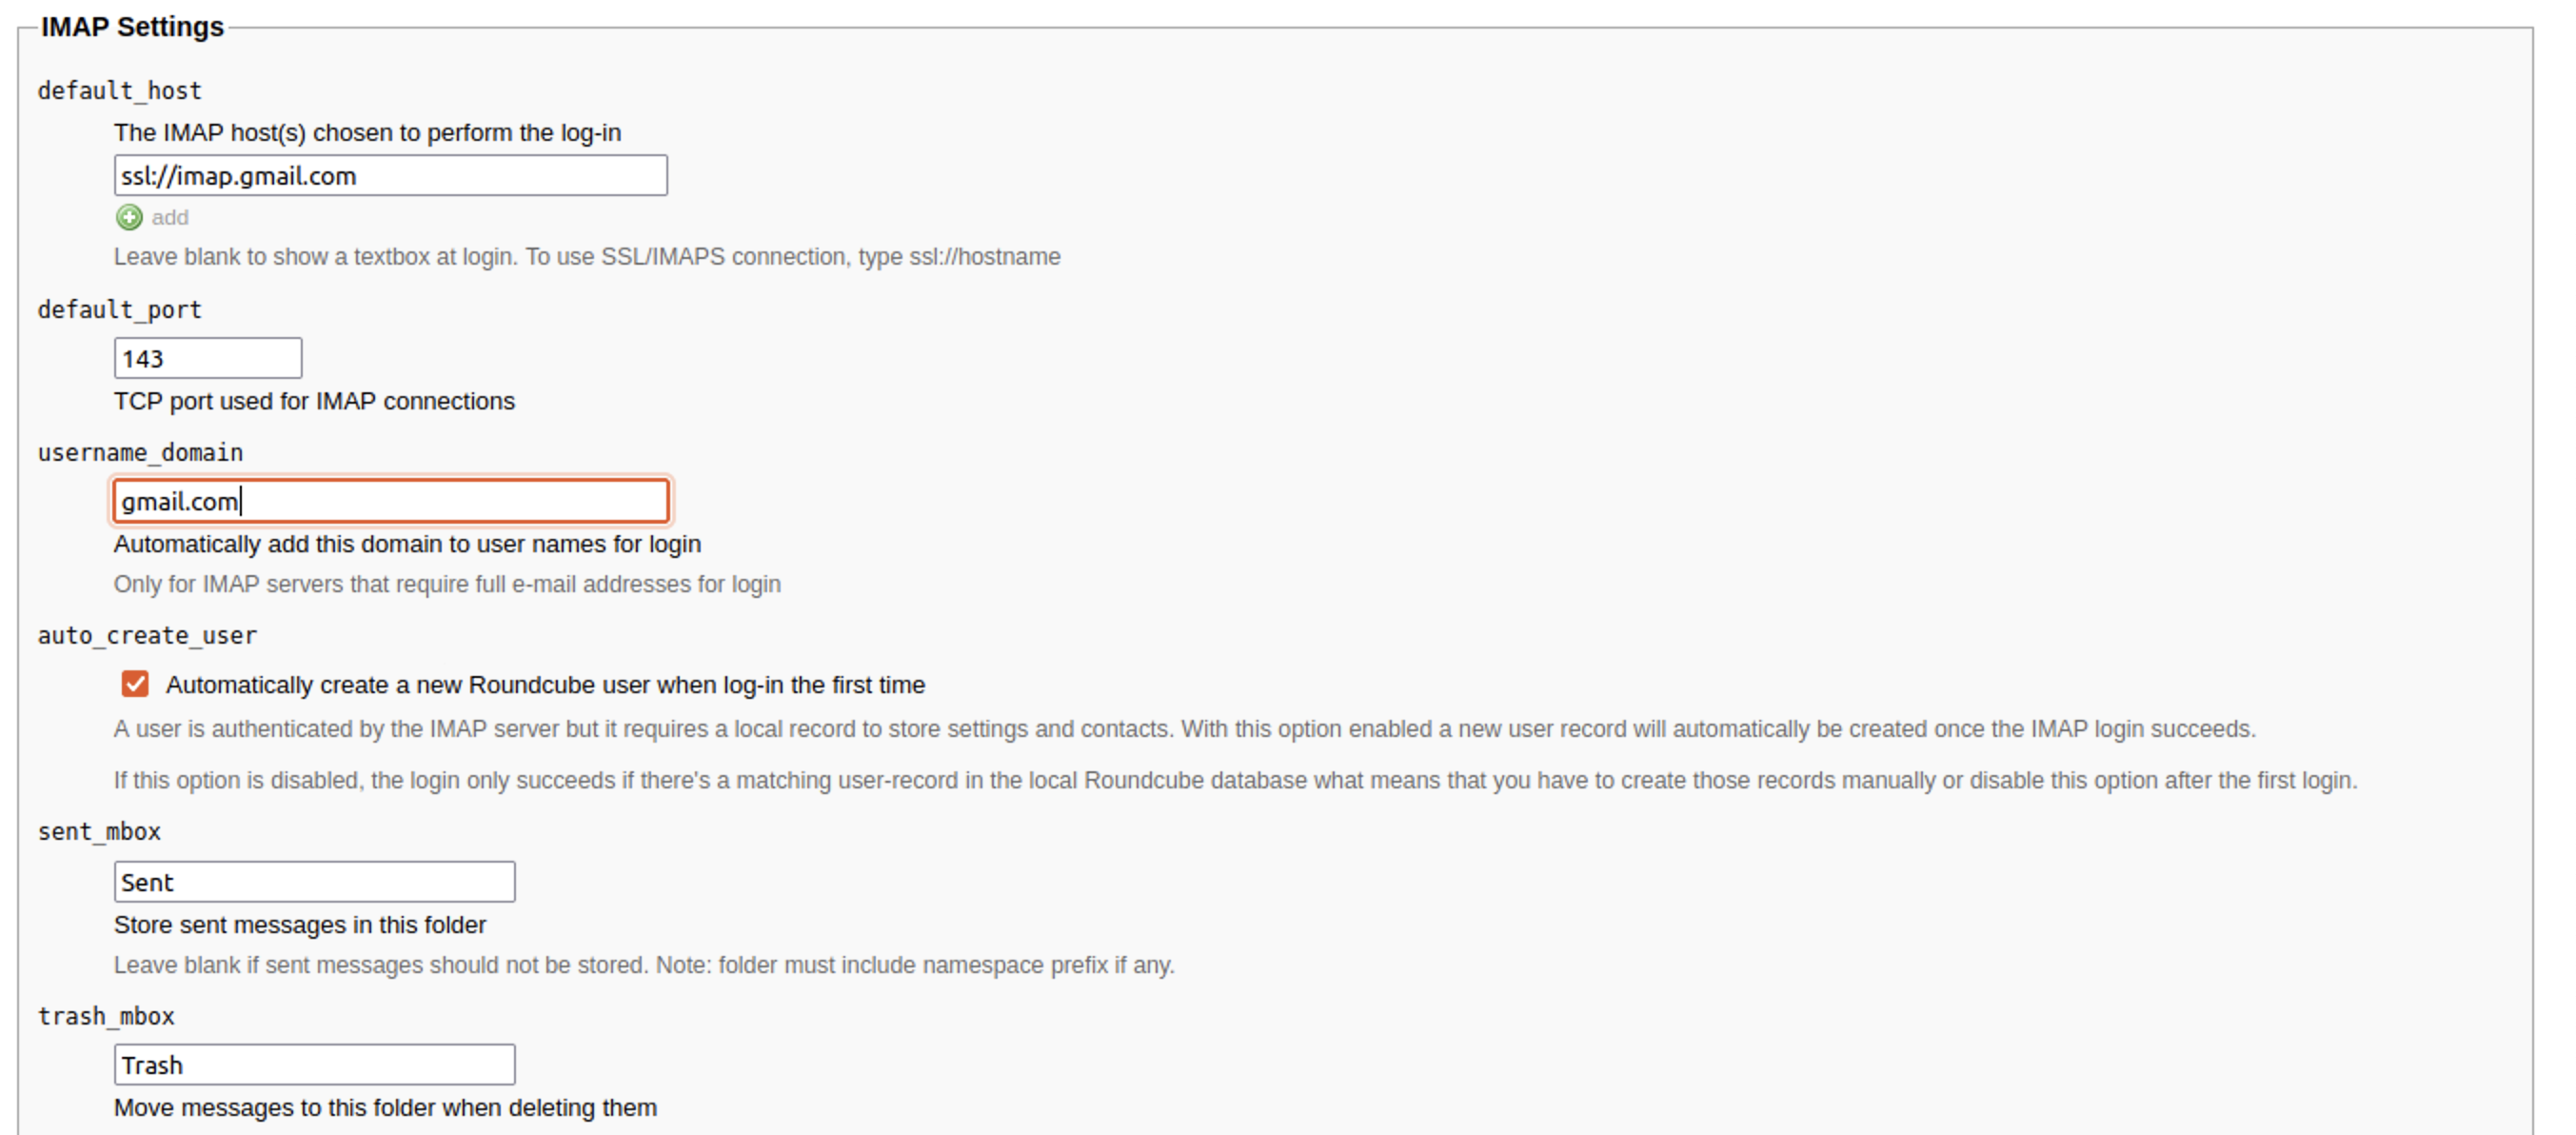 IMAP Settings
default_host
The IMAP host(s) chosen to perform the log-in
ssl://imap.gmail.com
add
Leave blank to show a textbox at login. To use SSL/IMAPS connection, type ssl://hostname
default_port
143
TCP port used for IMAP connections
username_domain
gmail.com
Automatically add this domain to user names for login
Only for IMAP servers that require full e-mail addresses for login
auto_create_user
Automatically create a new Roundcube user when log-in the first time
A user is authenticated by the IMAP server but it requires a local record to store settings and contacts. With this option enabled a new user record will automatically be created once the IMAP login succeeds.
If this option is disabled, the login only succeeds if there's a matching user-record in the local Roundcube database what means that you have to create those records manually or disable this option after the first login.
sent_mbox
Sent
Store sent messages in this folder
Leave blank if sent messages should not be stored. Note: folder must include namespace prefix if any.
trash_mbox
Trash
Move messages to this folder when deleting them